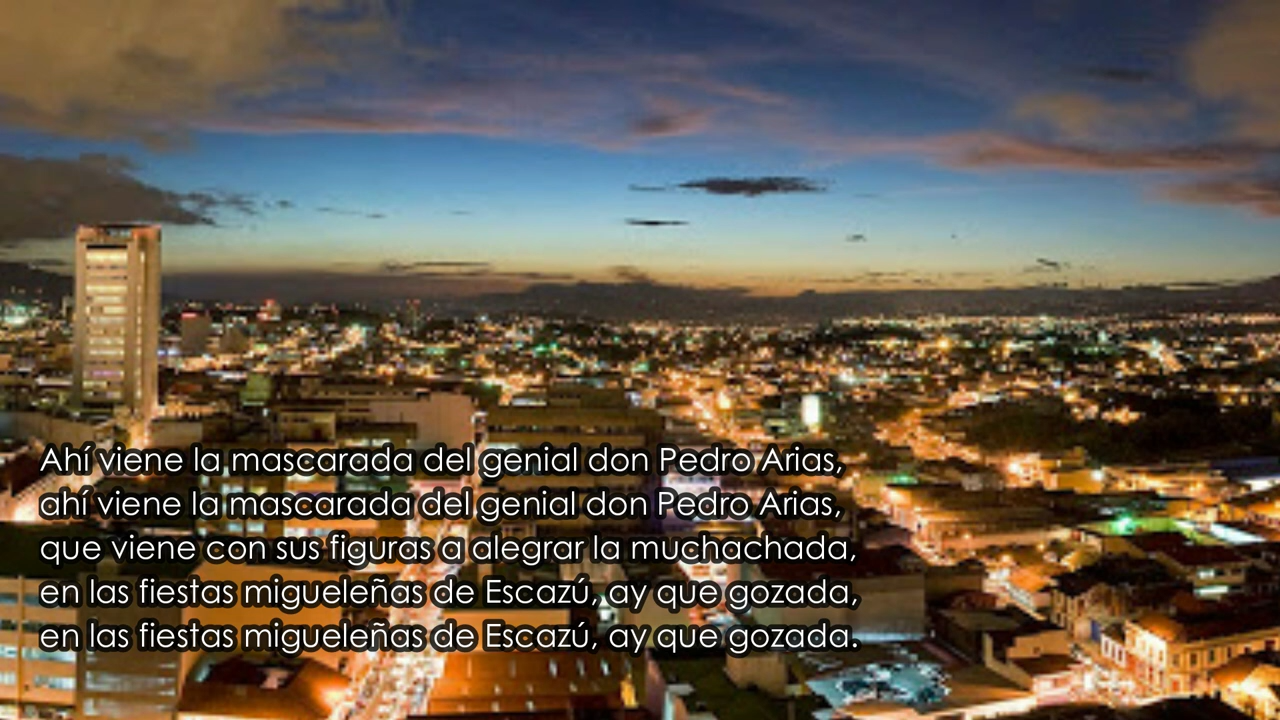 Ahí viene la mascarada del genial don Pedro Arias,
ahí viene la mascarada del genial don Pedro Arias,
que viene con sus figuras a alegrar la muchachada,
en las fiestas migueleñas de Escazú, ay que gozada,
en las fiestas migueleñas de Escazú, ay que gozada.